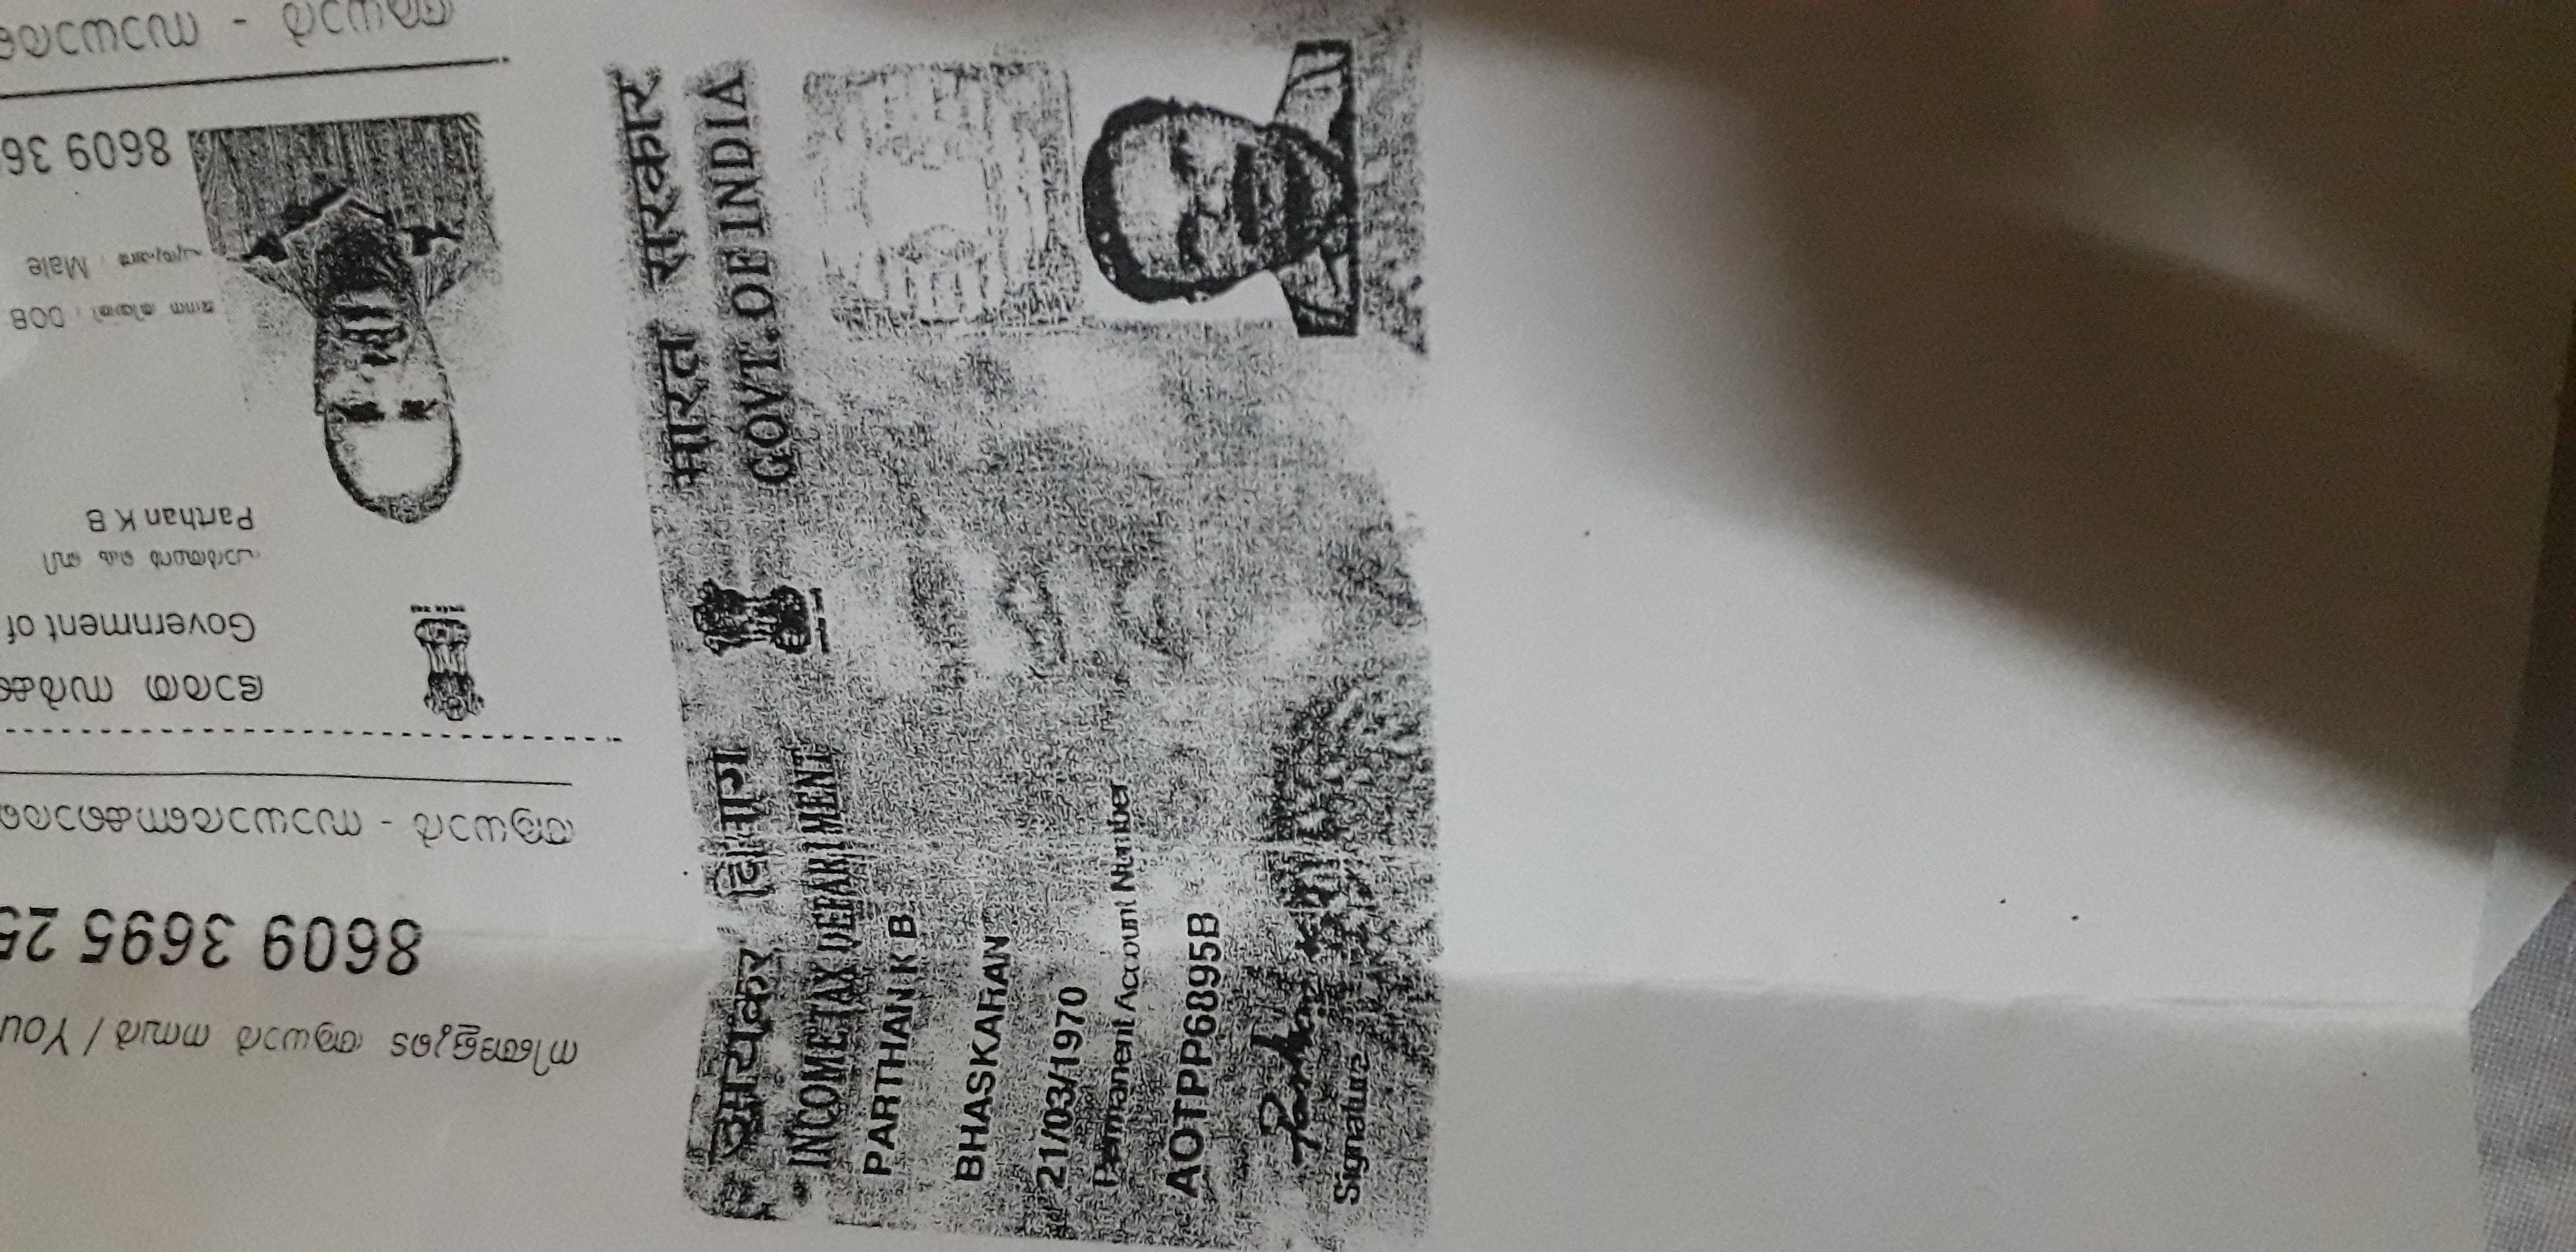 നിങ്ങളുടെ ആധാർ നമ്പർ / You
8609 3695 25
ആധാർ - സാധാരണക്കാര
ഭാരത സർക്ക
Government of
പാർത്ഥൻ കെ ബി
Parthan K B
ജനന തിയതി : DOB
പുരുഷൻ : Male
8609 36
ആധാർ - സാധാരണ
आयकर विभाग
INCOME TAX DEPARTMENT
भारत सरकार
GOVT. OF INDIA
PARTHAN K B
BHASKARAN
21/03/1970
Permanent Account Number
AOTPP6895B
Signature